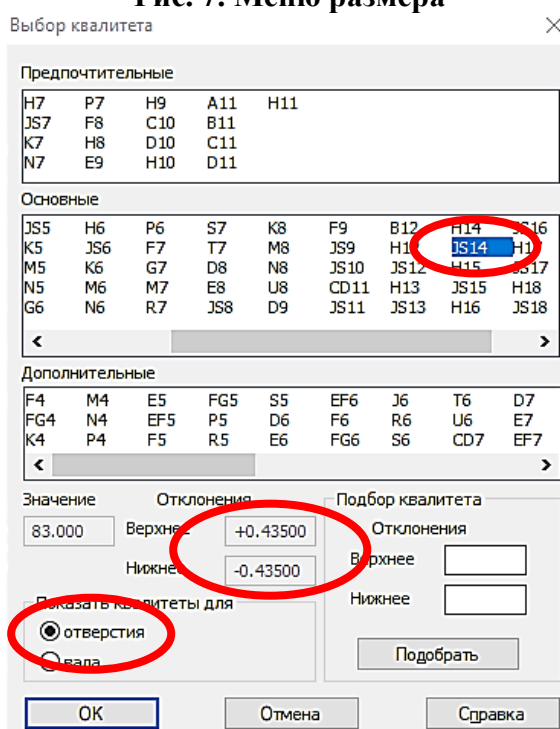 Рис. 7. Меню размера
Выбор квалитета
Предпочтительные
H7 P7 H9 A11 H11
JS7 F8 C10 B11
K7 H8 D10 C11
N7 E9 H10 D11
Основные
JS5 H6 P6 S7 K8 F9 B12 H14 JS16
K5 JS6 F7 T7 M8 JS9 H12 JS14 H17
M5 K6 G7 D8 N8 JS10 JS12 H15 JS17
N5 M6 M7 E8 U8 CD11 H13 JS15 H18
G6 N6 R7 JS8 D9 JS11 JS13 H16 JS18
Дополнительные
F4 M4 E5 FG5 S5 EF6 J6 T6 D7
FG4 N4 EF5 P5 D6 F6 R6 U6 E7
K4 P4 F5 R5 E6 FG6 S6 CD7 EF7
Значение Отклонения Подбор квалитета
83.000 Верхнее +0.43500 Отклонения
Верхнее
Нижнее -0.43500
Нижнее
Показать квалитеты для
отверстия
вала
Подобрать
OK Отмена Справка